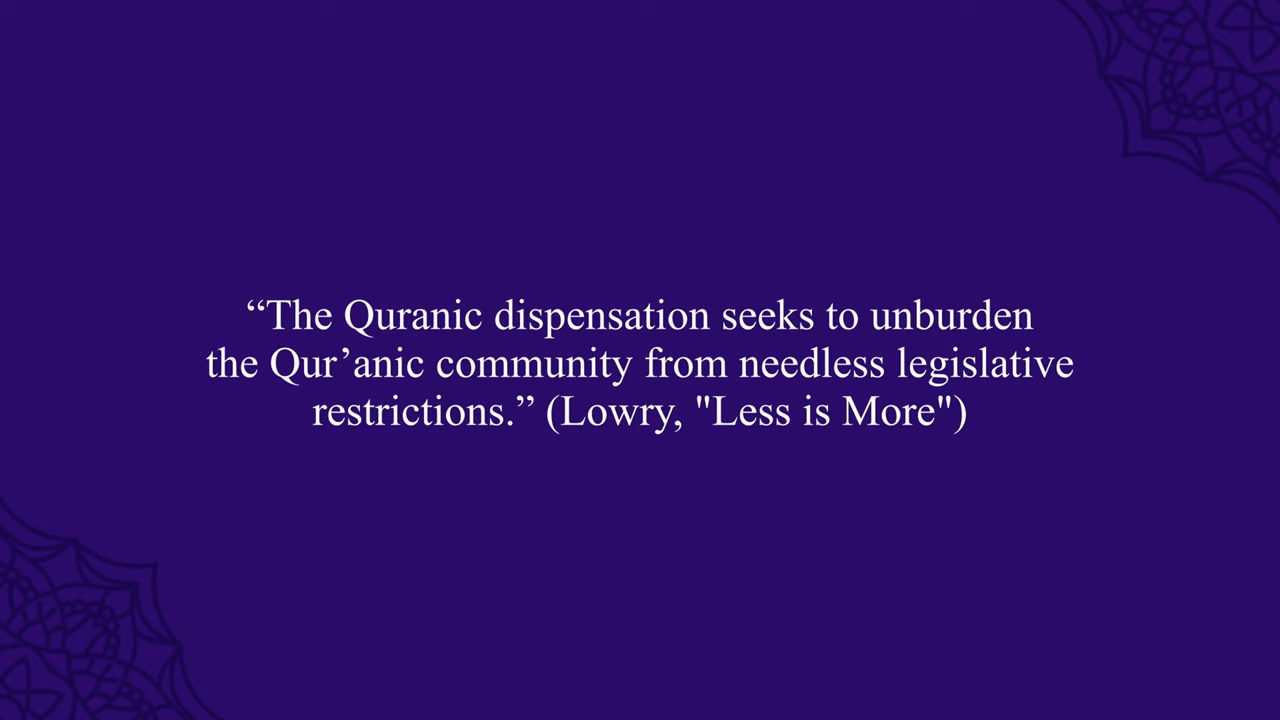 “The Quranic dispensation seeks to unburden
the Qur’anic community from needless legislative
restrictions.” (Lowry, "Less is More")